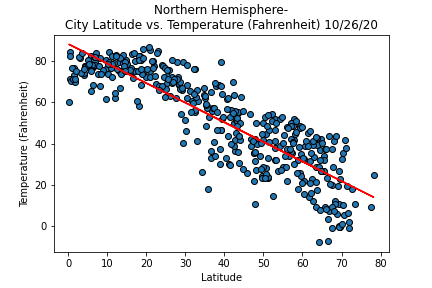 Northern Hemisphere-
City Latitude vs. Temperature (Fahrenheit) 10/26/20
80
60
40
20
0
Temperature (Fahrenheit)
0 10 20 30 40 50 60 70 80
Latitude